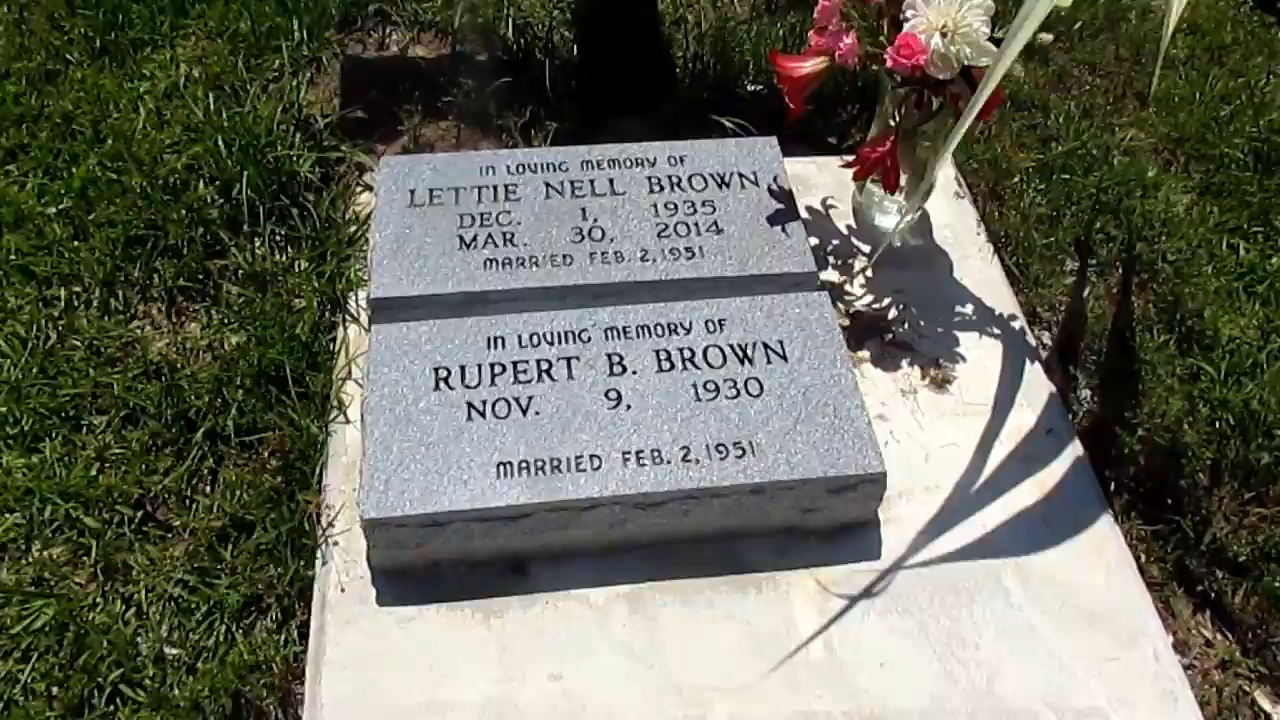 IN LOVING MEMORY OF
LETTIE NELL BROWN
DEC. 1, 1935
MAR. 30, 2014
MARRIED FEB. 2, 1951
IN LOVING MEMORY OF
RUPERT B. BROWN
NOV. 9, 1930
MARRIED FEB. 2, 1951